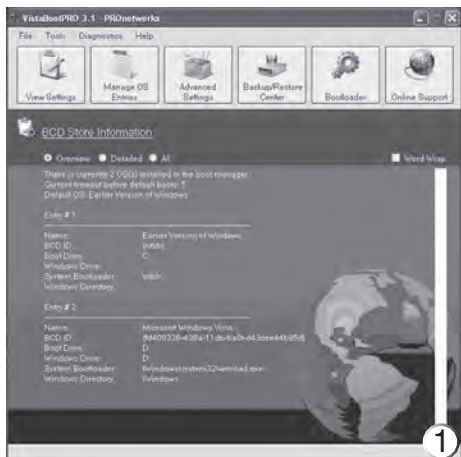 VistaBootPRO 3.1 - PROnetworks
File Tools Diagnostics Help
View Settings
Manage OS Entries
Advanced Settings
Backup/Restore Center
Bootloader
Online Support
BCD Store Information
Overview Detailed All Word Wrap
There is currently 2 OS(s) installed in the boot manager.
Current timeout before default boots: 5
Default OS: Earlier Version of Windows
Entry # 1
Name: Earlier Version of Windows
BCD ID: {ntldr}
Boot Drive: C:
Windows Drive:
System Bootloader: \ntldr
Windows Directory:
Entry # 2
Name: Microsoft Windows Vista
BCD ID:
Boot Drive: D:
Windows Drive: D:
System Bootloader: \Windows\system32\winload.exe
Windows Directory: \Windows
1